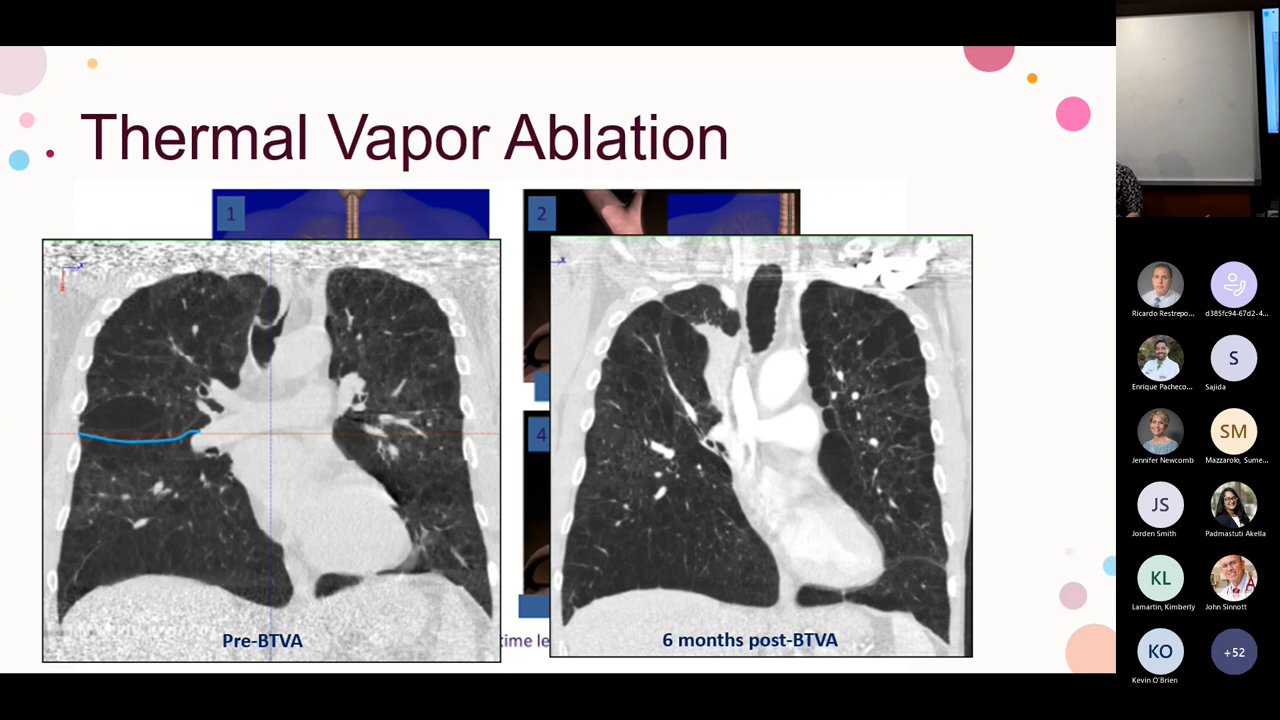 Thermal Vapor Ablation
1
2
4
time le
Pre-BTVA
6 months post-BTVA
Ricardo Restrepo...
d385fc94-67d2-4...
Enrique Pacheco...
S
Sajida
Jennifer Newcomb
SM
Mazzarolo, Sume...
JS
Jorden Smith
Padmastuti Akella
KL
Lamartin, Kimberly
A
John Sinnott
KO
Kevin O'Brien
+52